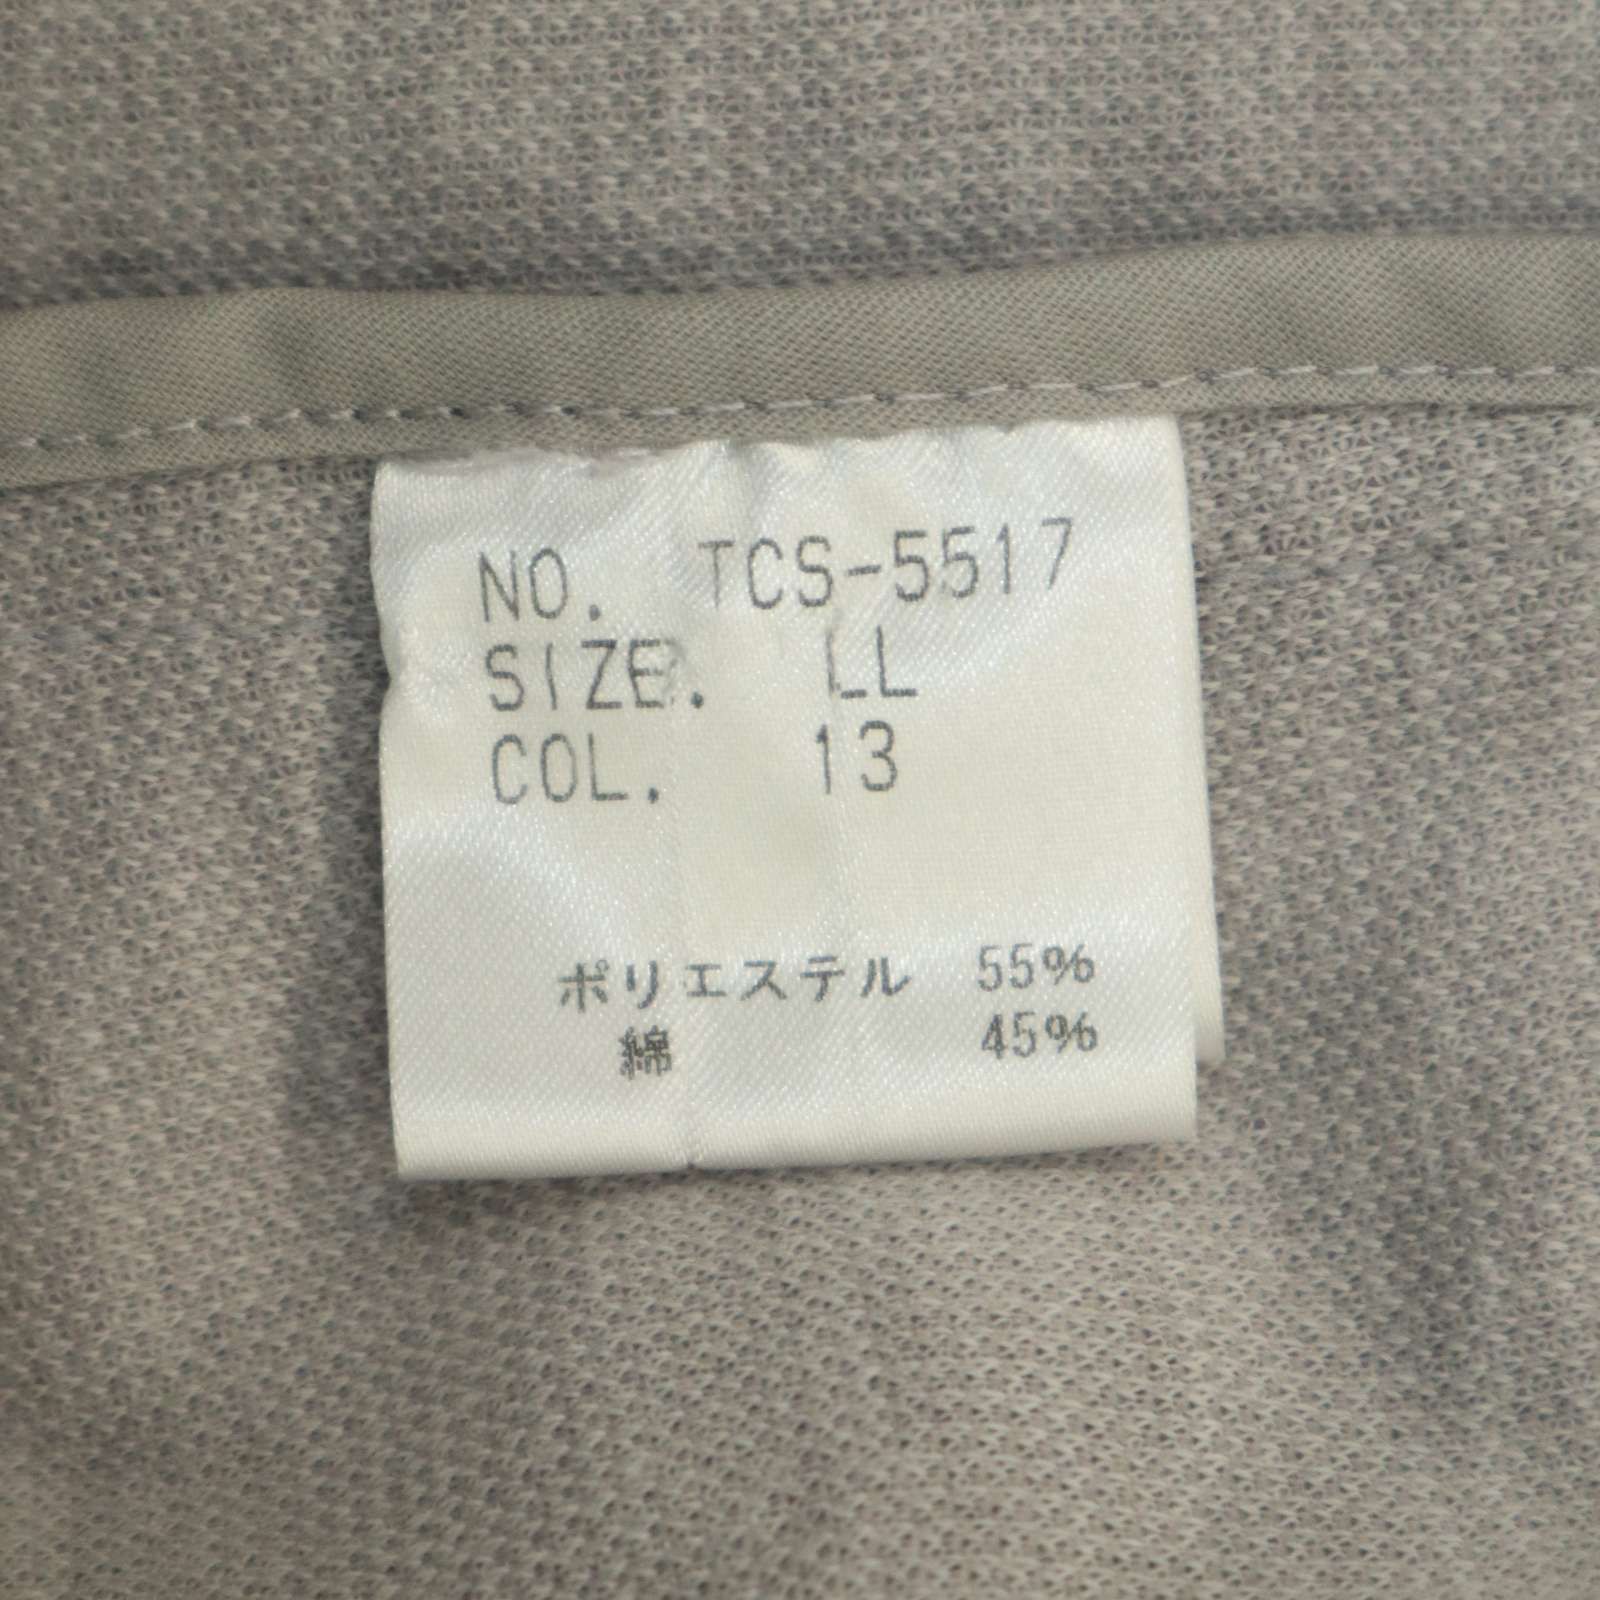 NO. TCS-5517
SIZE. LL
COL. 13
ポリエステル 55%
綿 45%